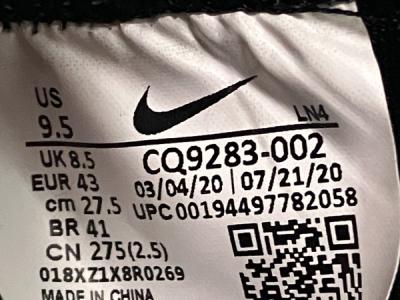 US
9.5
LN4
UK 8.5
CQ9283-002
EUR 43
03/04/20 | 07/21/20
cm 27.5
UPC 00194497782058
BR 41
CN 275(2.5)
018XZ1X8R0269
MADE IN CHINA